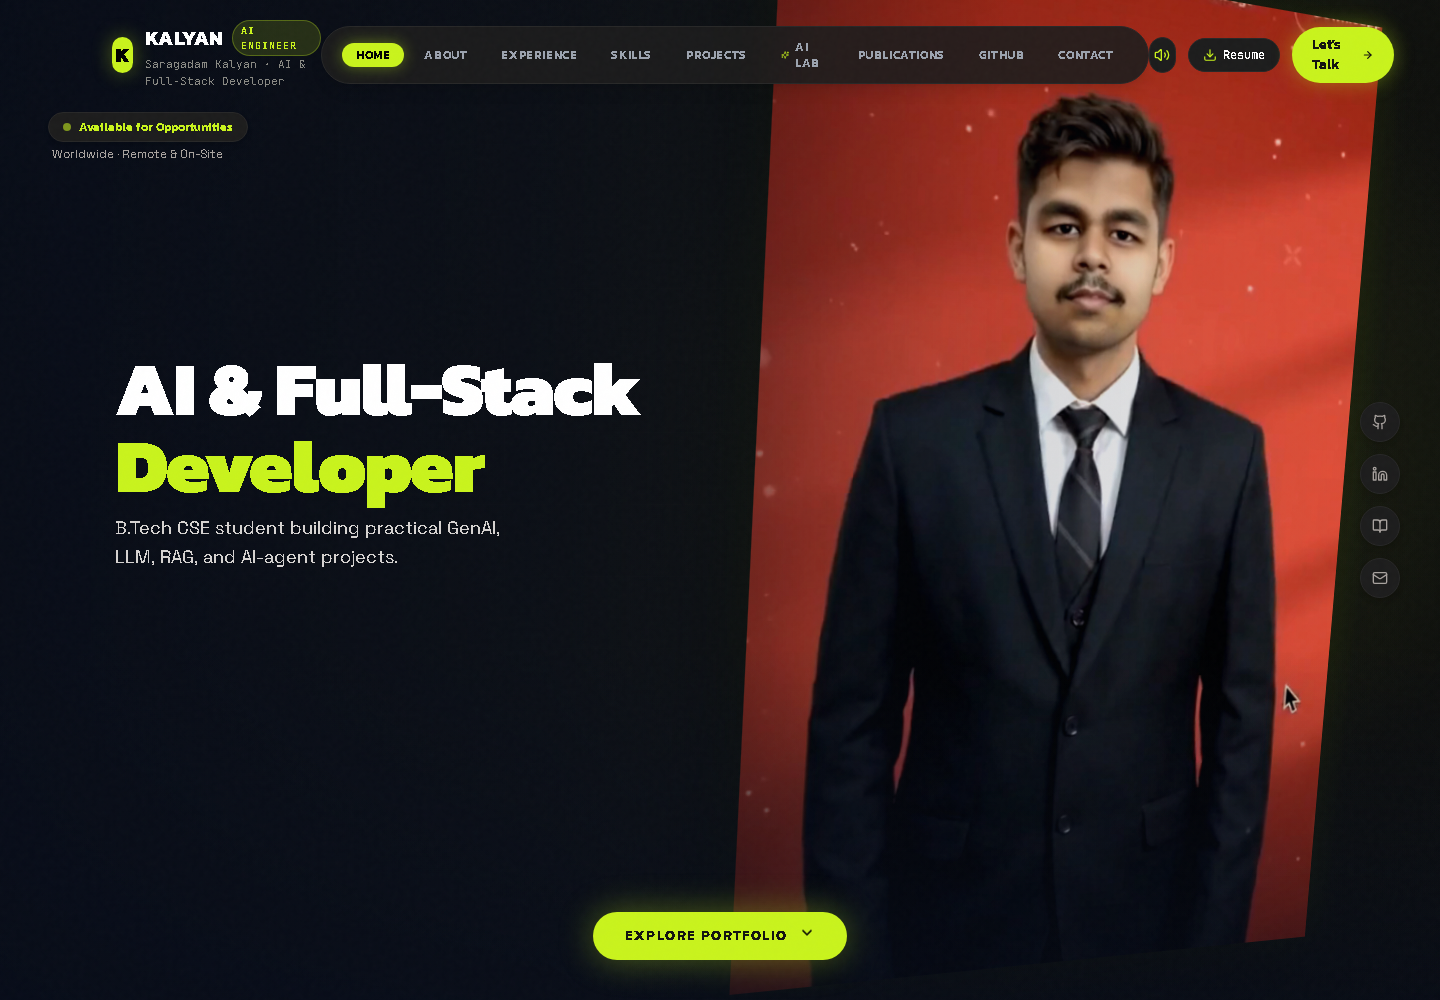 K
KALYAN
AI
ENGINEER
Saragadam Kalyan · AI &
Full-Stack Developer
HOME
ABOUT
EXPERIENCE
SKILLS
PROJECTS
AI
LAB
PUBLICATIONS
GITHUB
CONTACT
Resume
Let's
Talk
Available for Opportunities
Worldwide · Remote & On-Site
AI & Full-Stack
Developer
B.Tech CSE student building practical GenAI,
LLM, RAG, and AI-agent projects.
EXPLORE PORTFOLIO